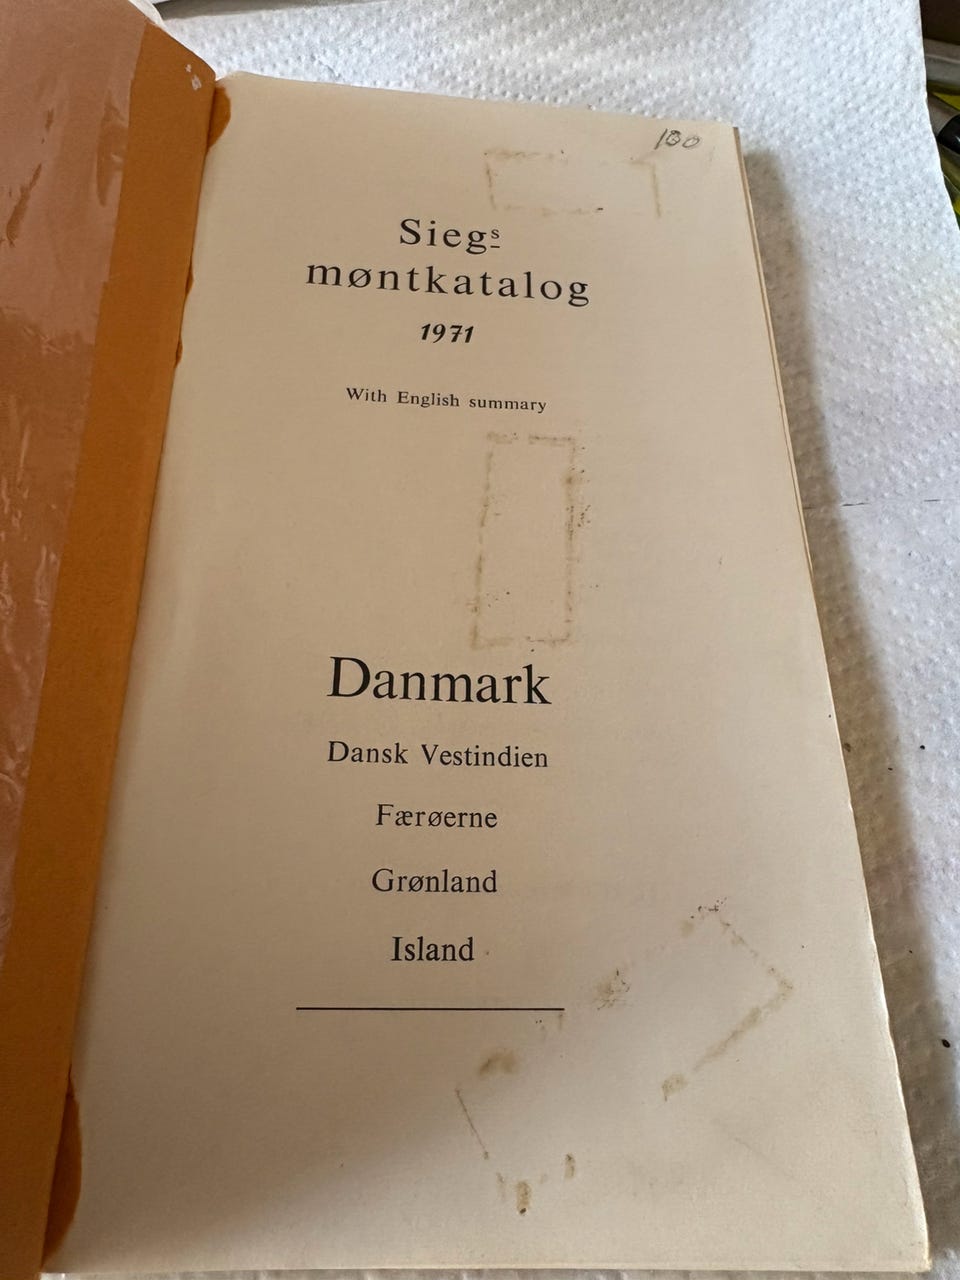 100
Siegs
møntkatalog
1971
With English summary
Danmark
Dansk Vestindien
Færøerne
Grønland
Island